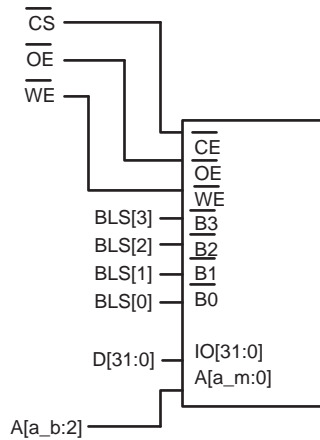 CS
OE
WE
CE
OE
WE
BLS[3] B3
BLS[2] B2
BLS[1] B1
BLS[0] B0
D[31:0] IO[31:0]
A[a_m:0]
A[a_b:2]